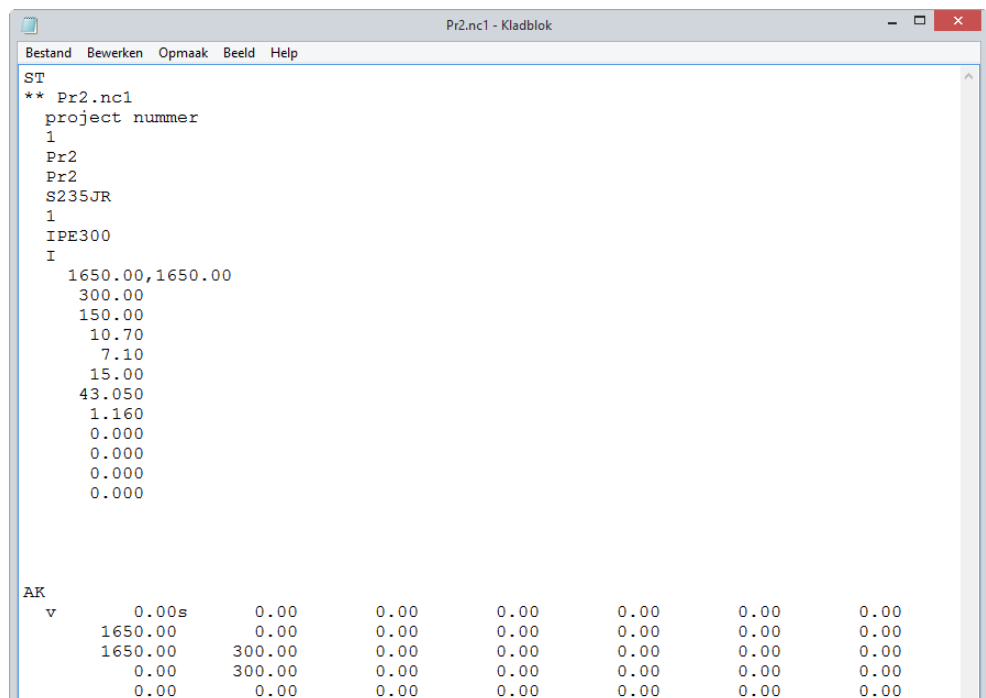 Pr2.nc1 - Kladblok
Bestand Bewerken Opmaak Beeld Help
ST
** Pr2.nc1
project nummer
1
Pr2
Pr2
S235JR
1
IPE300
I
1650.00,1650.00
300.00
150.00
10.70
7.10
15.00
43.050
1.160
0.000
0.000
0.000
0.000
AK
v 0.00s 0.00 0.00 0.00 0.00 0.00 0.00
1650.00 0.00 0.00 0.00 0.00 0.00 0.00
1650.00 300.00 0.00 0.00 0.00 0.00 0.00
0.00 300.00 0.00 0.00 0.00 0.00 0.00
0.00 0.00 0.00 0.00 0.00 0.00 0.00